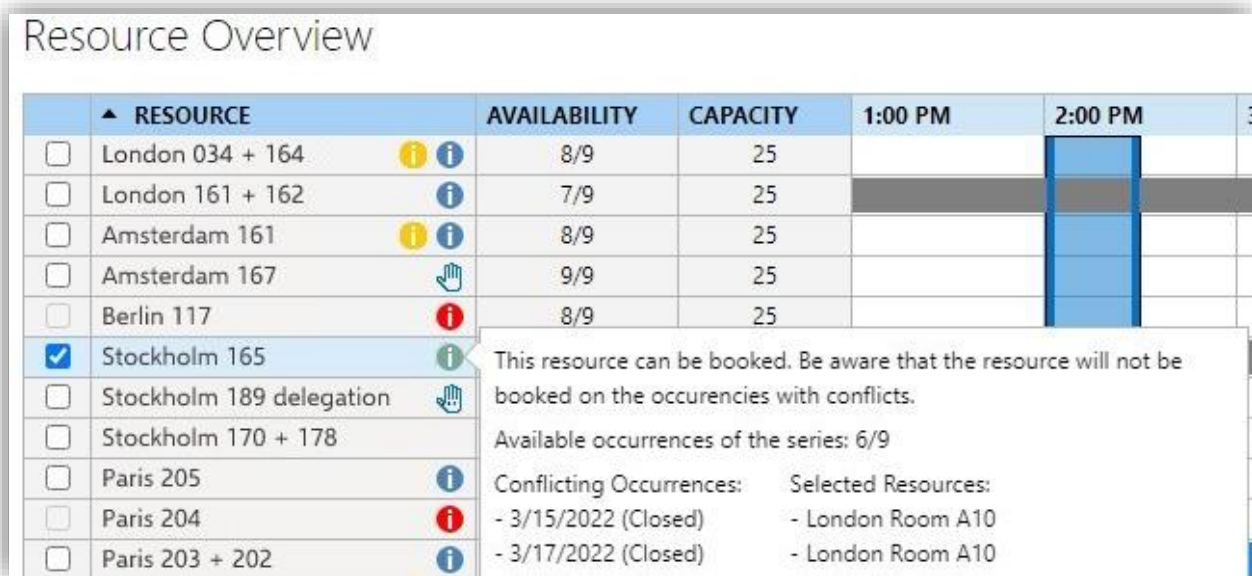 Resource Overview
▲ RESOURCE AVAILABILITY CAPACITY 1:00 PM 2:00 PM
London 034 + 164 8/9 25
London 161 + 162 7/9 25
Amsterdam 161 8/9 25
Amsterdam 167 9/9 25
Berlin 117 8/9 25
Stockholm 165
Stockholm 189 delegation
Stockholm 170 + 178
Paris 205
Paris 204
Paris 203 + 202
This resource can be booked. Be aware that the resource will not be
booked on the occurencies with conflicts.
Available occurrences of the series: 6/9
Conflicting Occurrences: Selected Resources:
- 3/15/2022 (Closed) - London Room A10
- 3/17/2022 (Closed) - London Room A10